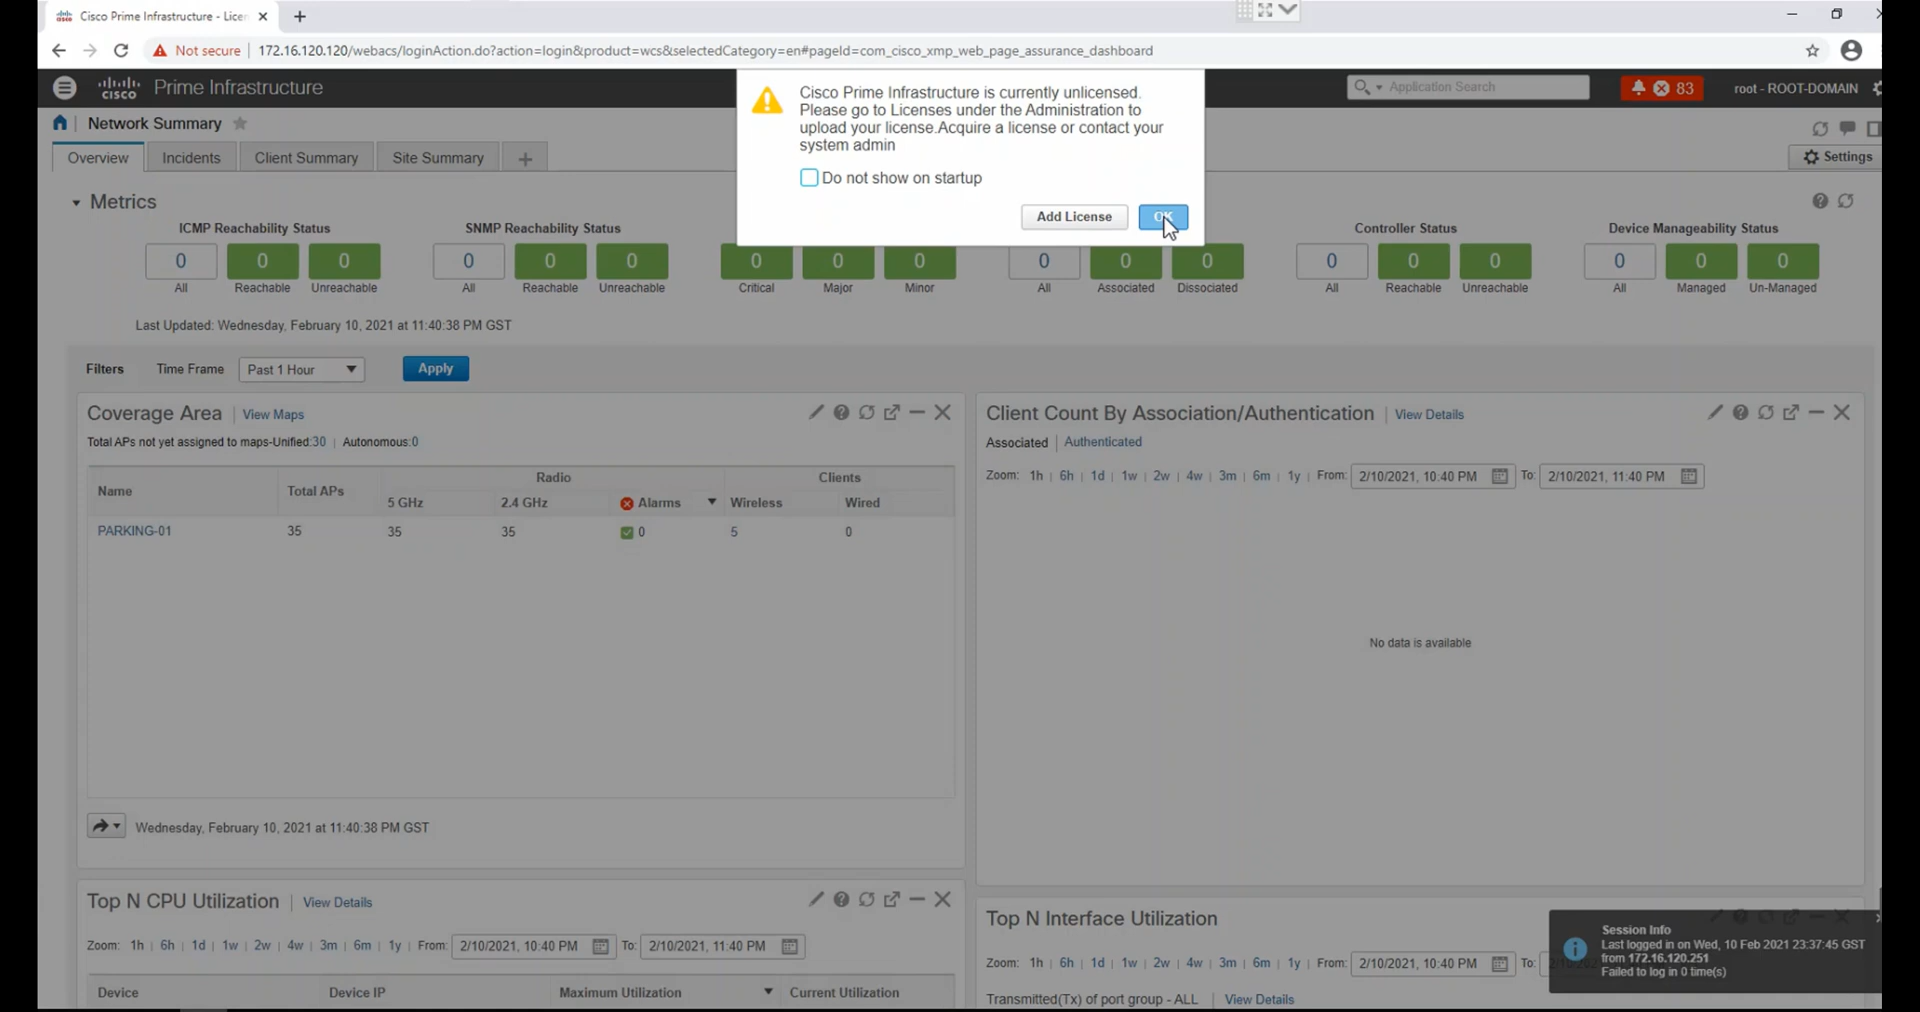 Cisco Prime Infrastructure - Licen
Not secure | 172.16.120.120/webacs/loginAction.do?action=login&product=wcs&selectedCategory=en#pageId=com_cisco_xmp_web_page_assurance_dashboard
CISCO Prime Infrastructure
Application Search
83
root - ROOT-DOMAIN
Cisco Prime Infrastructure is currently unlicensed.
Please go to Licenses under the Administration to
upload your license.Acquire a license or contact your
system admin
Do not show on startup
Add License
OK
Network Summary
Overview Incidents Client Summary Site Summary
Settings
Metrics
ICMP Reachability Status SNMP Reachability Status Controller Status Device Manageability Status
0 0 0 0 0 0 0 0 0 0 0 0 0 0 0 0 0 0
All Reachable Unreachable All Reachable Unreachable Critical Major Minor All Associated Dissociated All Reachable Unreachable All Managed Un-Managed
Last Updated: Wednesday, February 10, 2021 at 11:40:38 PM GST
Filters Time Frame Past 1 Hour Apply
Coverage Area | View Maps
Total APs not yet assigned to maps-Unified:30 | Autonomous:0
Radio Clients
Name Total APs 5 GHz 2.4 GHz Alarms Wireless Wired
PARKING-01 35 35 35 0 5 0
Wednesday, February 10, 2021 at 11:40:38 PM GST
Client Count By Association/Authentication | View Details
Associated | Authenticated
Zoom: 1h | 6h | 1d | 1w | 2w | 4w | 3m | 6m | 1y | From: 2/10/2021, 10:40 PM To: 2/10/2021, 11:40 PM
No data is available
Top N CPU Utilization | View Details
Zoom: 1h | 6h | 1d | 1w | 2w | 4w | 3m | 6m | 1y | From: 2/10/2021, 10:40 PM To: 2/10/2021, 11:40 PM
Device Device IP Maximum Utilization Current Utilization
Top N Interface Utilization
Zoom: 1h | 6h | 1d | 1w | 2w | 4w | 3m | 6m | 1y | From: 2/10/2021, 10:40 PM To:
Transmitted(Tx) of port group - ALL | View Details
Session Info
Last logged in on Wed, 10 Feb 2021 23:37:45 GST
from 172.16.120.251
Failed to log in 0 time(s)